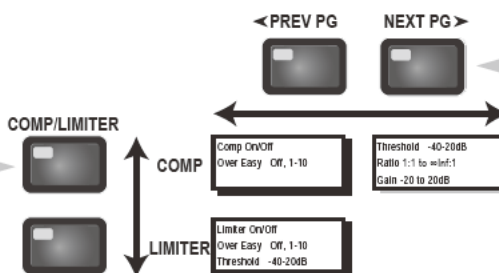 ◄PREV PG NEXT PG►
COMP/LIMITER
COMP
Comp On/Off
Over Easy Off, 1-10
Threshold -40-20dB
Ratio 1:1 to ∞Inf:1
Gain -20 to 20dB
LIMITER
Limiter On/Off
Over Easy Off, 1-10
Threshold -40-20dB